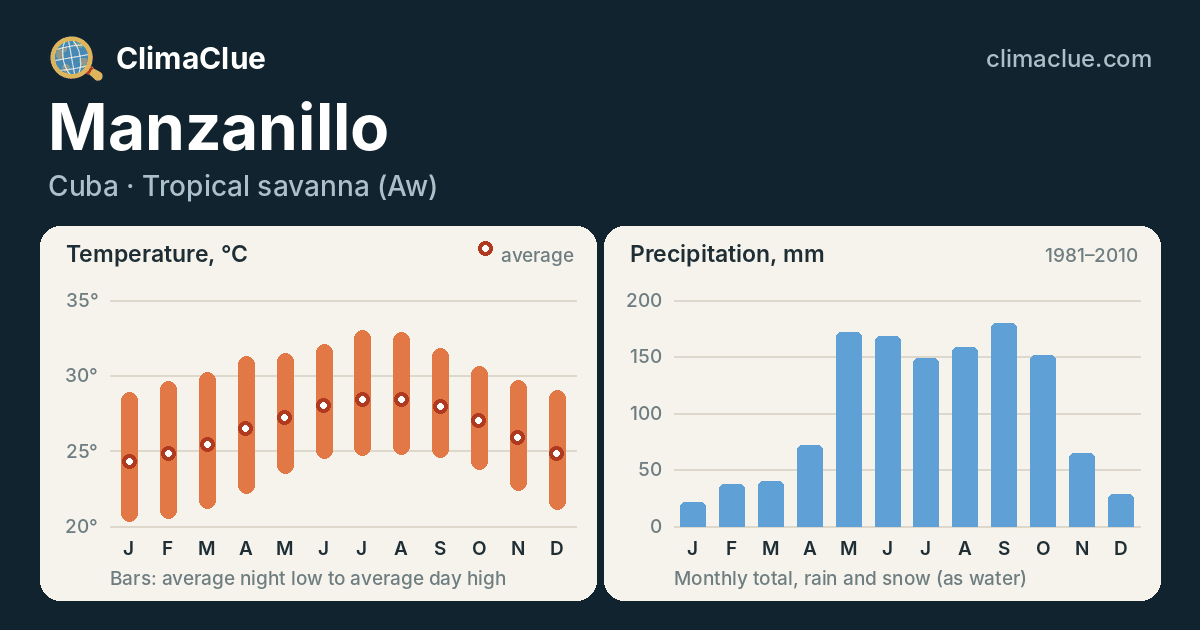 ClimaClue
climaclue.com
Manzanillo
Cuba · Tropical savanna (Aw)
Temperature, °C
average
35°
30°
25°
20°
J F M A M J J A S O N D
Bars: average night low to average day high
Precipitation, mm
1981–2010
200
150
100
50
0
J F M A M J J A S O N D
Monthly total, rain and snow (as water)